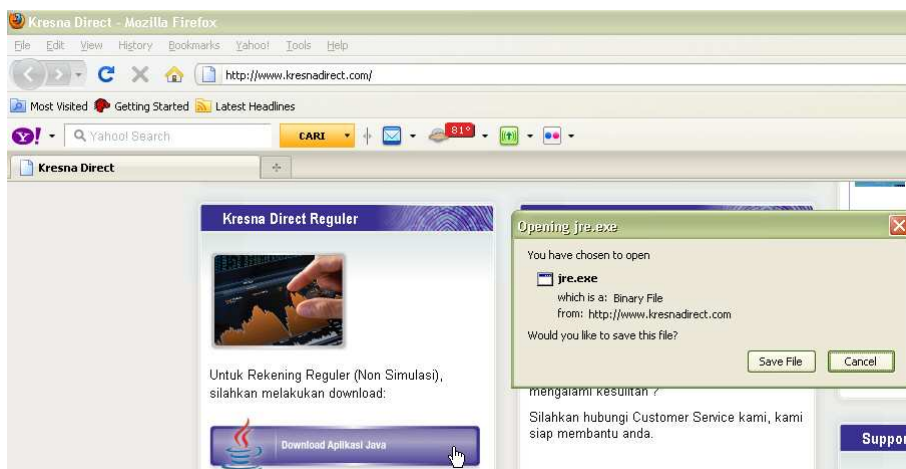 Kresna Direct - Mozilla Firefox
File Edit View History Bookmarks Yahoo! Tools Help
http://www.kresnadirect.com/
Most Visited Getting Started Latest Headlines
Y! Yahoo! Search CARI 81°
Kresna Direct
Kresna Direct Reguler
Untuk Rekening Reguler (Non Simulasi),
silahkan melakukan download:
Download Aplikasi Java
Opening jre.exe
You have chosen to open
jre.exe
which is a: Binary File
from: http://www.kresnadirect.com
Would you like to save this file?
Save File Cancel
mengalami kesulitan ?
Silahkan hubungi Customer Service kami, kami
siap membantu anda.
Suppor